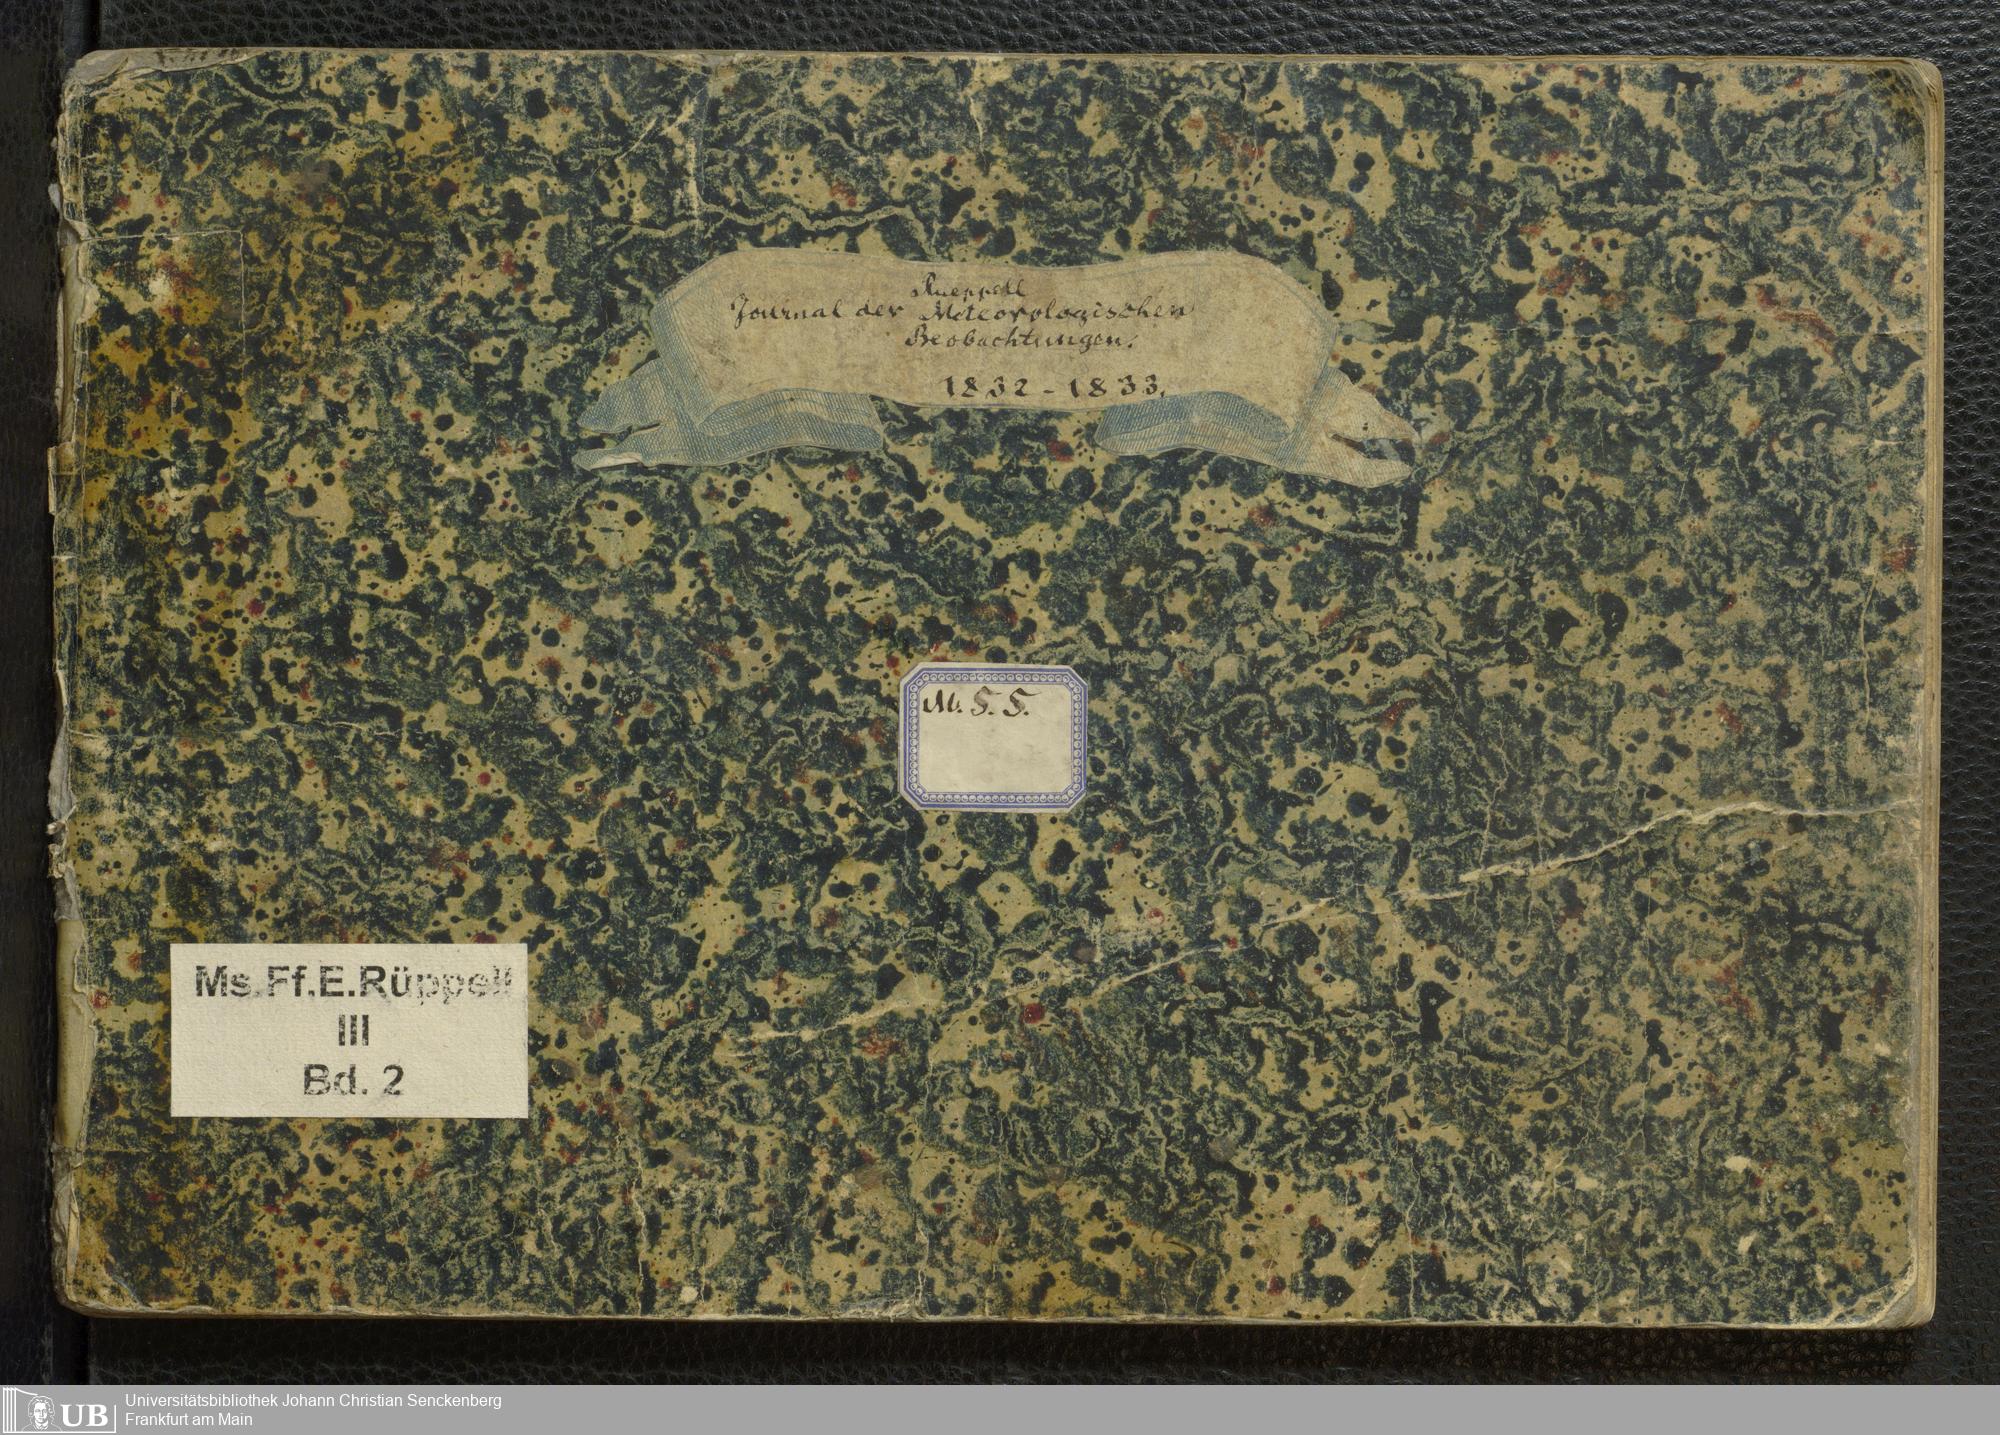 Rueppell
Journal der Meteorologischen
Beobachtungen.
1832 - 1833.
M. S. S.
Ms.Ff.E.Rüppell
III
Bd. 2
UB
Universitätsbibliothek Johann Christian Senckenberg
Frankfurt am Main